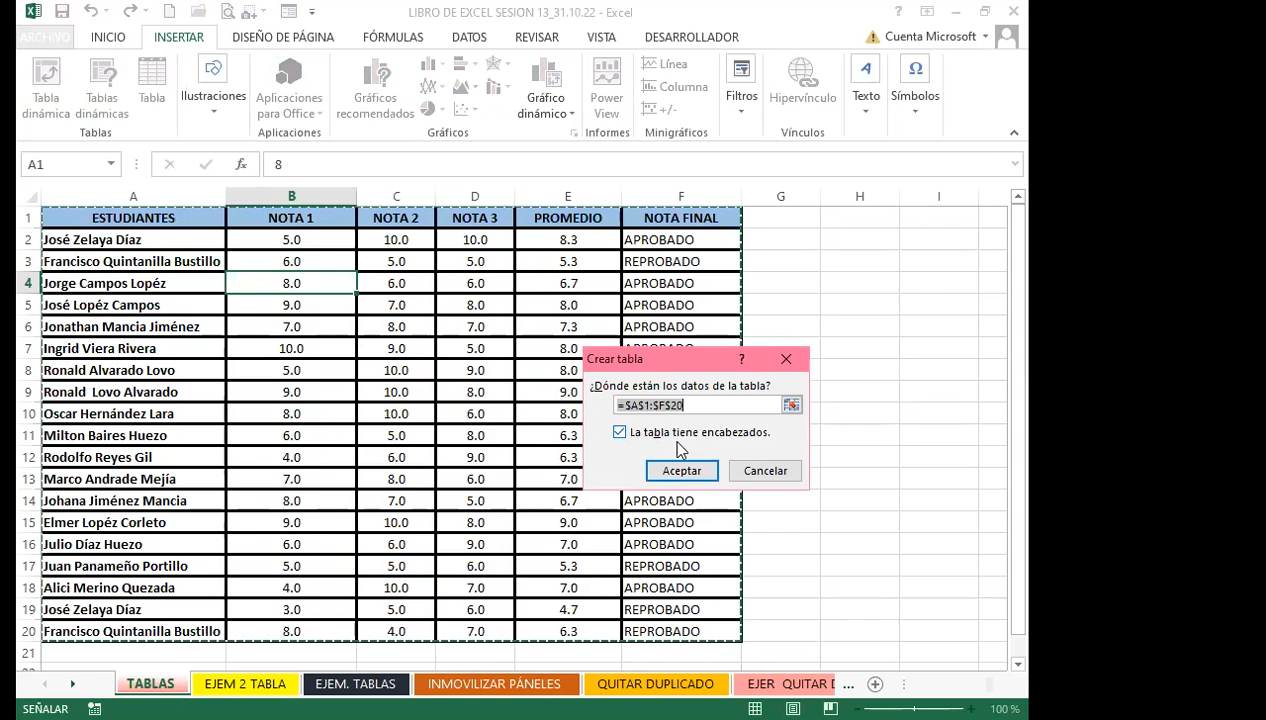 LIBRO DE EXCEL SESION 13_31.10.22 - Excel
ARCHIVO INICIO INSERTAR DISEÑO DE PÁGINA FÓRMULAS DATOS REVISAR VISTA DESARROLLADOR Cuenta Microsoft
Tabla dinámica
Tablas dinámicas
Tabla
Tablas
Ilustraciones
Aplicaciones para Office
Aplicaciones
Gráficos recomendados
Gráfico dinámico
Gráficos
Power View
Informes
Línea
Columna
+/-
Minigráficos
Filtros
Hipervínculo
Vínculos
Texto
Símbolos
A1 fx 8
A B C D E F G H I
1 ESTUDIANTES NOTA 1 NOTA 2 NOTA 3 PROMEDIO NOTA FINAL
2 José Zelaya Díaz 5.0 10.0 10.0 8.3 APROBADO
3 Francisco Quintanilla Bustillo 6.0 5.0 5.0 5.3 REPROBADO
4 Jorge Campos Lopéz 8.0 6.0 6.0 6.7 APROBADO
5 José Lopéz Campos 9.0 7.0 8.0 8.0 APROBADO
6 Jonathan Mancia Jiménez 7.0 8.0 7.0 7.3 APROBADO
7 Ingrid Viera Rivera 10.0 9.0 5.0 8.0
8 Ronald Alvarado Lovo 5.0 10.0 9.0 8.0
9 Ronald Lovo Alvarado 9.0 10.0 8.0 9.0
10 Oscar Hernández Lara 8.0 10.0 6.0 8.0
11 Milton Baires Huezo 6.0 5.0 8.0 6.3
12 Rodolfo Reyes Gil 4.0 6.0 9.0 6.3
13 Marco Andrade Mejía 7.0 8.0 6.0 7.0
14 Johana Jiménez Mancia 8.0 7.0 5.0 6.7 APROBADO
15 Elmer Lopéz Corleto 9.0 10.0 8.0 9.0 APROBADO
16 Julio Díaz Huezo 6.0 6.0 9.0 7.0 APROBADO
17 Juan Panameño Portillo 5.0 5.0 6.0 5.3 REPROBADO
18 Alici Merino Quezada 4.0 10.0 7.0 7.0 APROBADO
19 José Zelaya Díaz 3.0 5.0 6.0 4.7 REPROBADO
20 Francisco Quintanilla Bustillo 8.0 4.0 7.0 6.3 REPROBADO
21
Crear tabla ?
¿Dónde están los datos de la tabla?
=$A$1:$F$20
La tabla tiene encabezados.
Aceptar Cancelar
TABLAS EJEM 2 TABLA EJEM. TABLAS INMOVILIZAR PÁNELES QUITAR DUPLICADO EJER QUITAR D ...
SEÑALAR 100 %